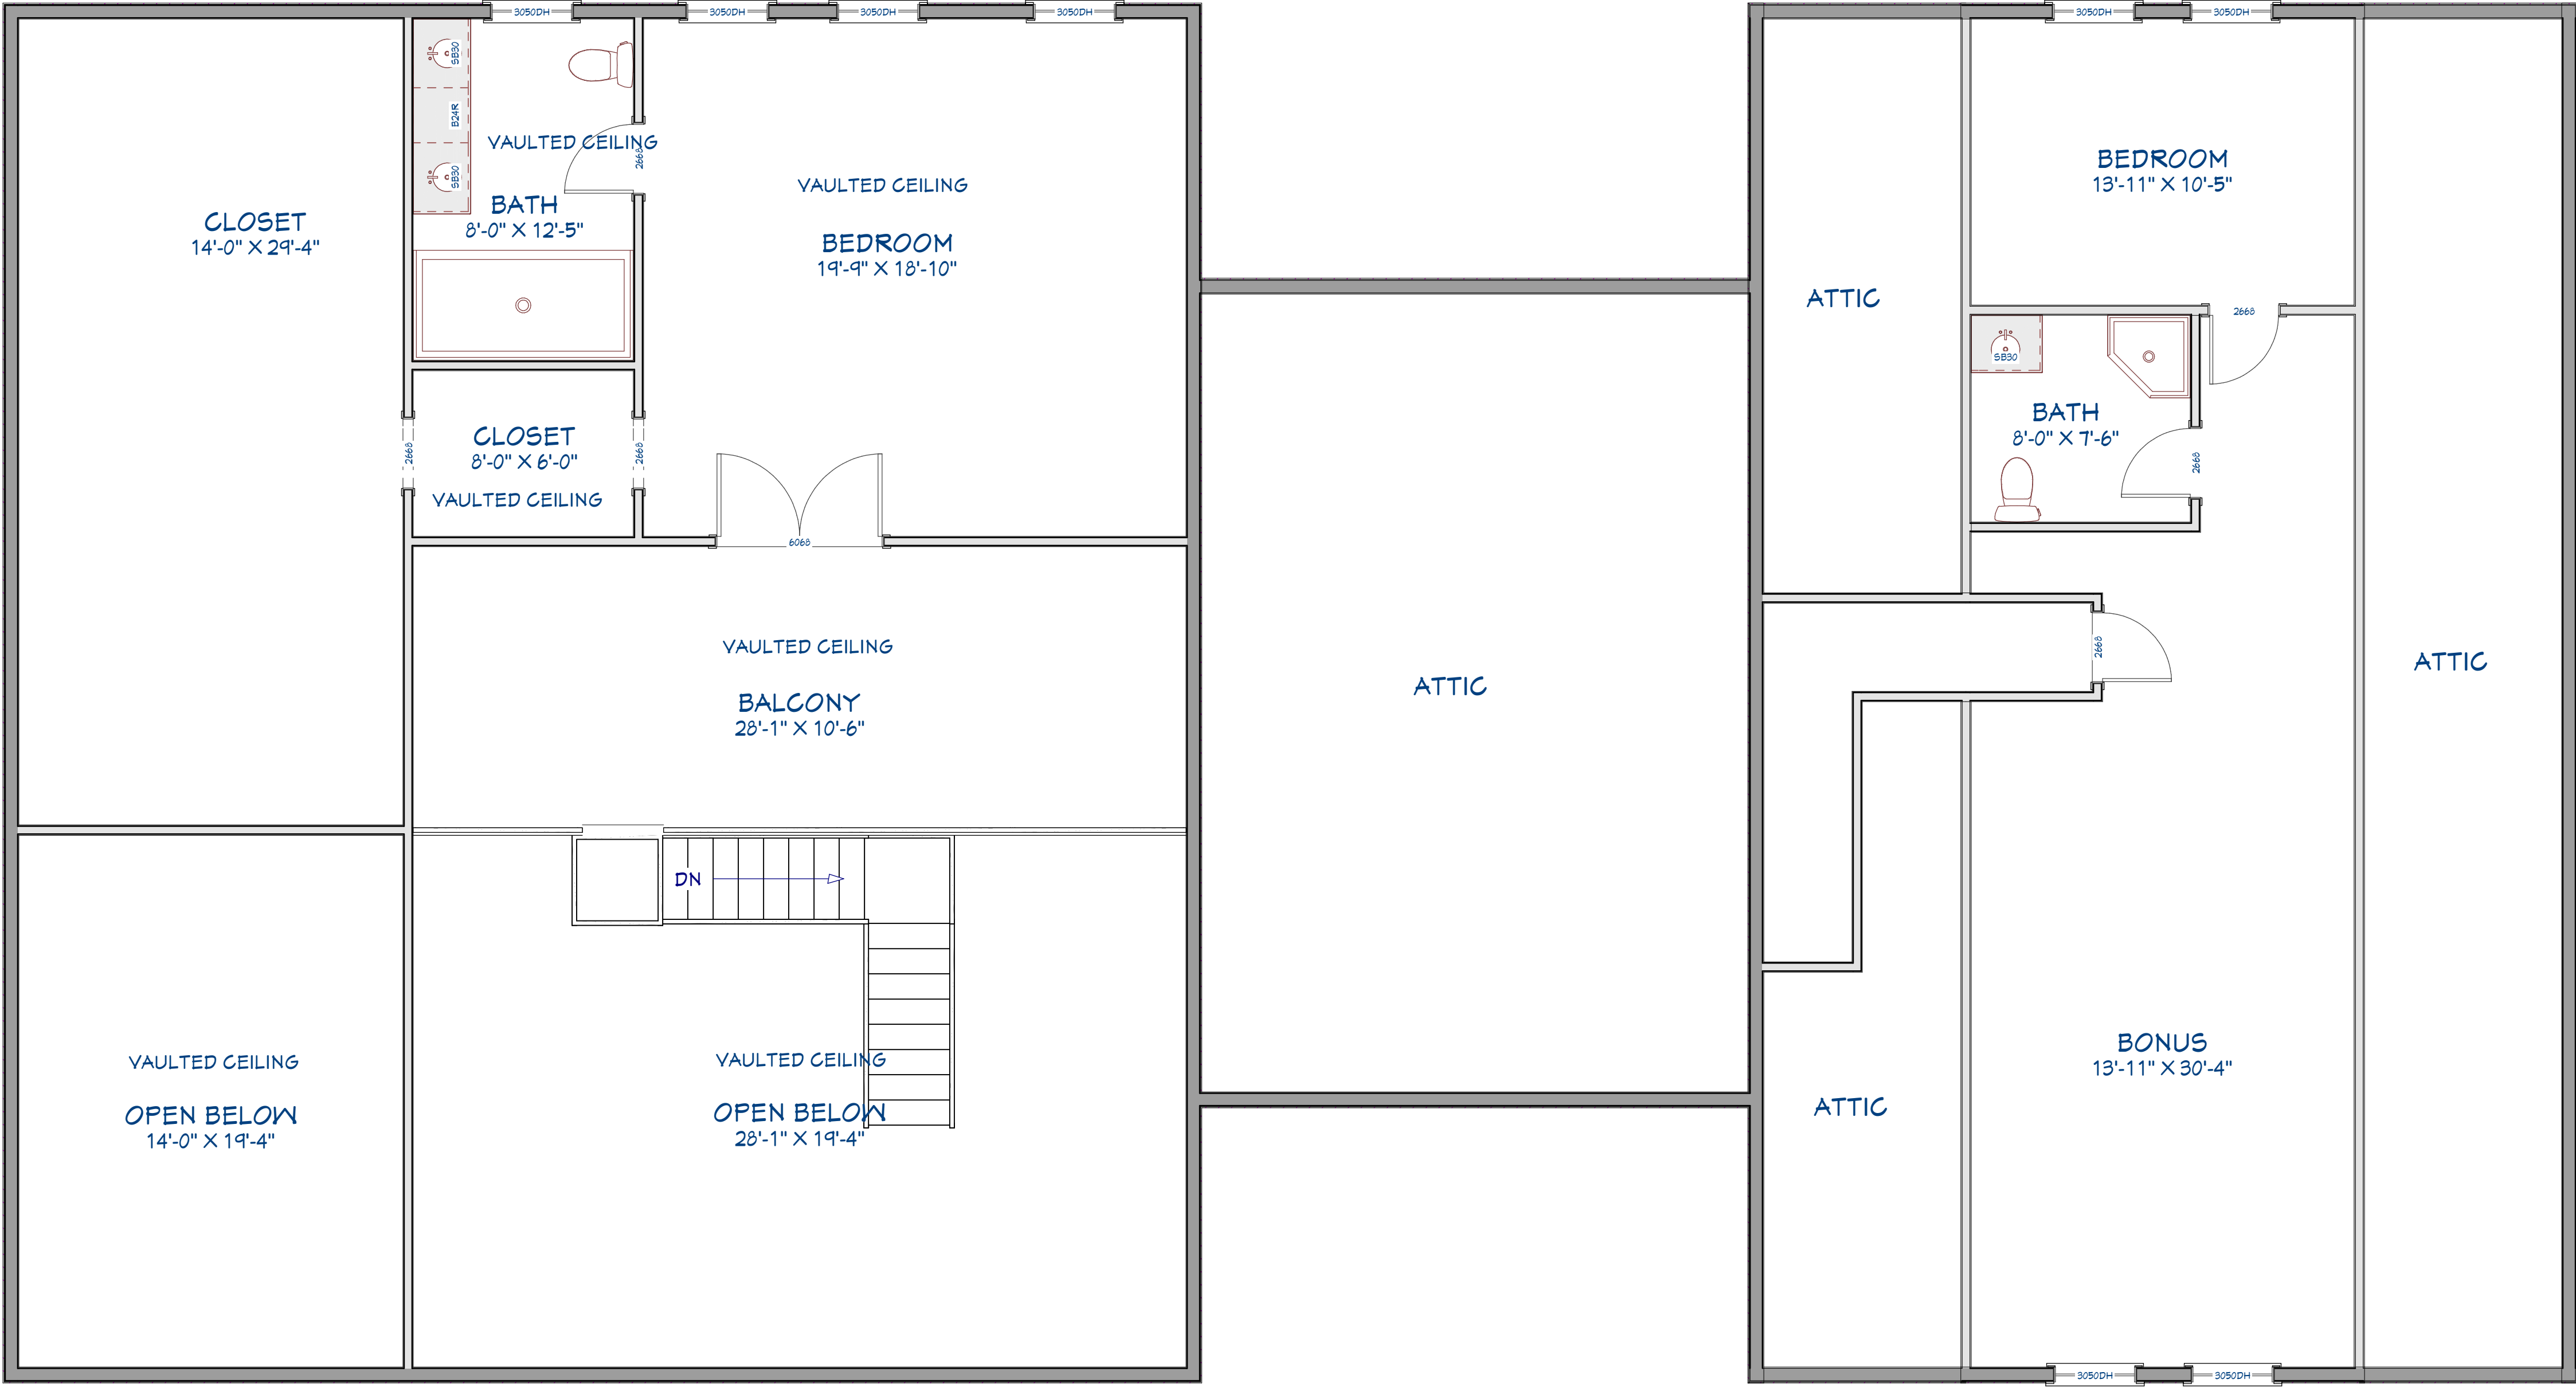 3050DH
3050DH
3050DH
3050DH
3050DH
3050DH
SB30
B24R
SB30
VAULTED CEILING
2668
BATH
8'-0" X 12'-5"
CLOSET
14'-0" X 29'-4"
VAULTED CEILING
BEDROOM
19'-9" X 18'-10"
BEDROOM
13'-11" X 10'-5"
ATTIC
2668
SB30
BATH
8'-0" X 7'-6"
2668
2668
CLOSET
8'-0" X 6'-0"
VAULTED CEILING
2668
6068
VAULTED CEILING
BALCONY
28'-1" X 10'-6"
ATTIC
2668
ATTIC
DN
VAULTED CEILING
OPEN BELOW
14'-0" X 19'-4"
VAULTED CEILING
OPEN BELOW
28'-1" X 19'-4"
ATTIC
BONUS
13'-11" X 30'-4"
3050DH
3050DH